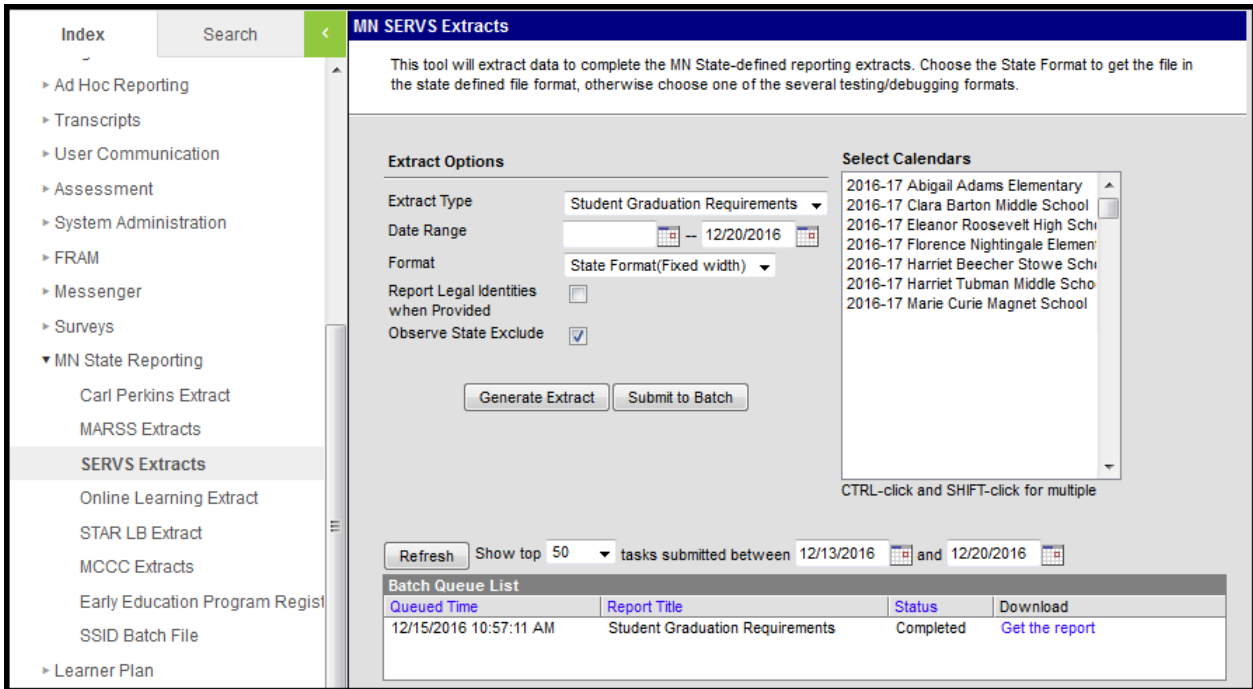 Index
Search
Ad Hoc Reporting
Transcripts
User Communication
Assessment
System Administration
FRAM
Messenger
Surveys
MN State Reporting
Carl Perkins Extract
MARSS Extracts
SERVS Extracts
Online Learning Extract
STAR LB Extract
MCCC Extracts
Early Education Program Regist
SSID Batch File
Learner Plan
MN SERVS Extracts
This tool will extract data to complete the MN State-defined reporting extracts. Choose the State Format to get the file in
the state defined file format, otherwise choose one of the several testing/debugging formats.
Extract Options
Extract Type Student Graduation Requirements
Date Range -- 12/20/2016
Format State Format(Fixed width)
Report Legal Identities
when Provided
Observe State Exclude
Generate Extract Submit to Batch
Select Calendars
2016-17 Abigail Adams Elementary
2016-17 Clara Barton Middle School
2016-17 Eleanor Roosevelt High Sch
2016-17 Florence Nightingale Elemen
2016-17 Harriet Beecher Stowe Sch
2016-17 Harriet Tubman Middle Scho
2016-17 Marie Curie Magnet School
CTRL-click and SHIFT-click for multiple
Refresh Show top 50 tasks submitted between 12/13/2016 and 12/20/2016
Batch Queue List
Queued Time Report Title Status Download
12/15/2016 10:57:11 AM Student Graduation Requirements Completed Get the report